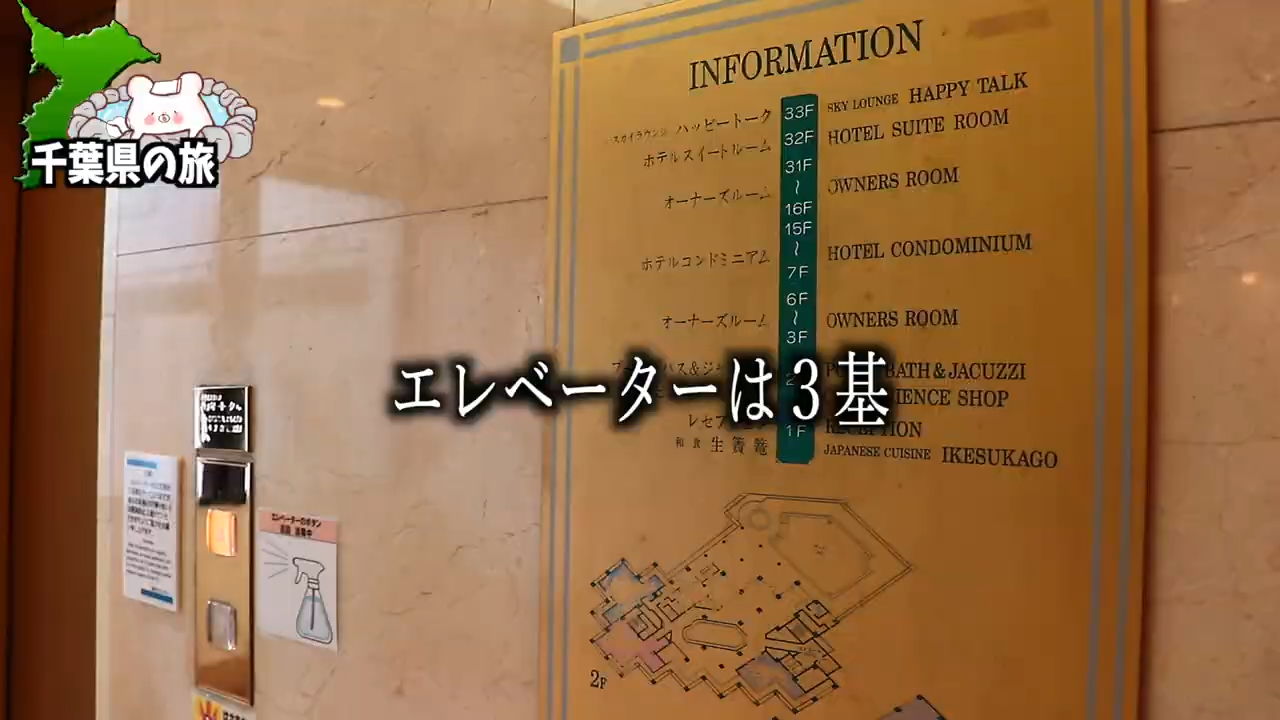 千葉県の旅
INFORMATION
スカイラウンジ ハッピートーク 33F SKY LOUNGE HAPPY TALK
ホテルスイートルーム 32F HOTEL SUITE ROOM
オーナーズルーム 31F 〜 16F OWNERS ROOM
ホテルコンドミニアム 15F 〜 7F HOTEL CONDOMINIUM
オーナーズルーム 6F 〜 3F OWNERS ROOM
BATH & JACUZZI
SHOP
1F RECEPTION
和食 生簀篭 JAPANESE CUISINE IKESUKAGO
エレベーターは3基
エレベーターのボタン
2F